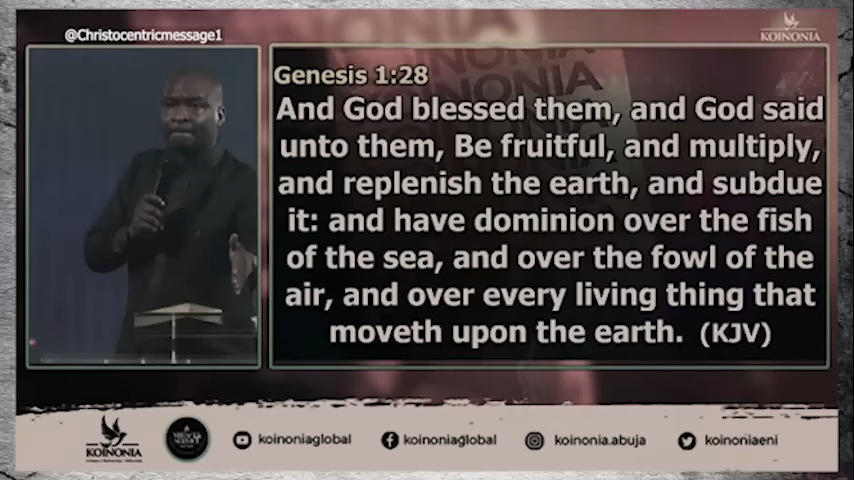 @Christocentricmessage1
KOINONIA
Genesis 1:28
And God blessed them, and God said
unto them, Be fruitful, and multiply,
and replenish the earth, and subdue
it: and have dominion over the fish
of the sea, and over the fowl of the
air, and over every living thing that
moveth upon the earth. (KJV)
KOINONIA
koinoniaglobal
koinoniaglobal
koinonia.abuja
koinoniaeni